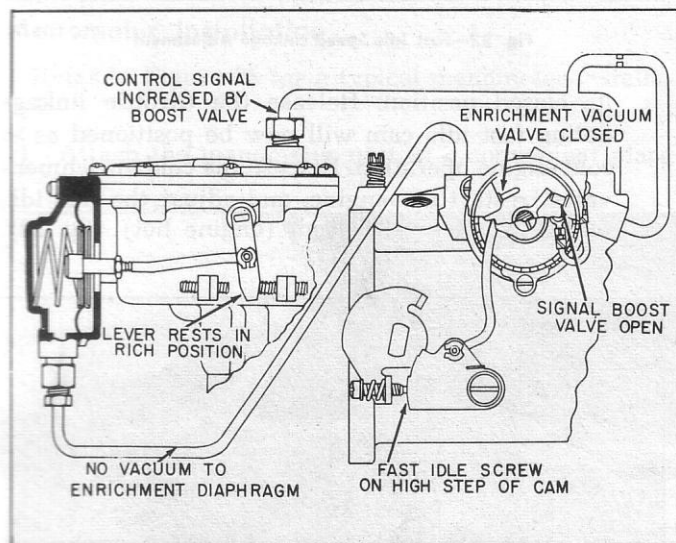 CONTROL SIGNAL
INCREASED BY
BOOST VALVE
ENRICHMENT VACUUM
VALVE CLOSED
SIGNAL BOOST
VALVE OPEN
LEVER RESTS IN
RICH POSITION
NO VACUUM TO
ENRICHMENT DIAPHRAGM
FAST IDLE SCREW
ON HIGH STEP OF CAM